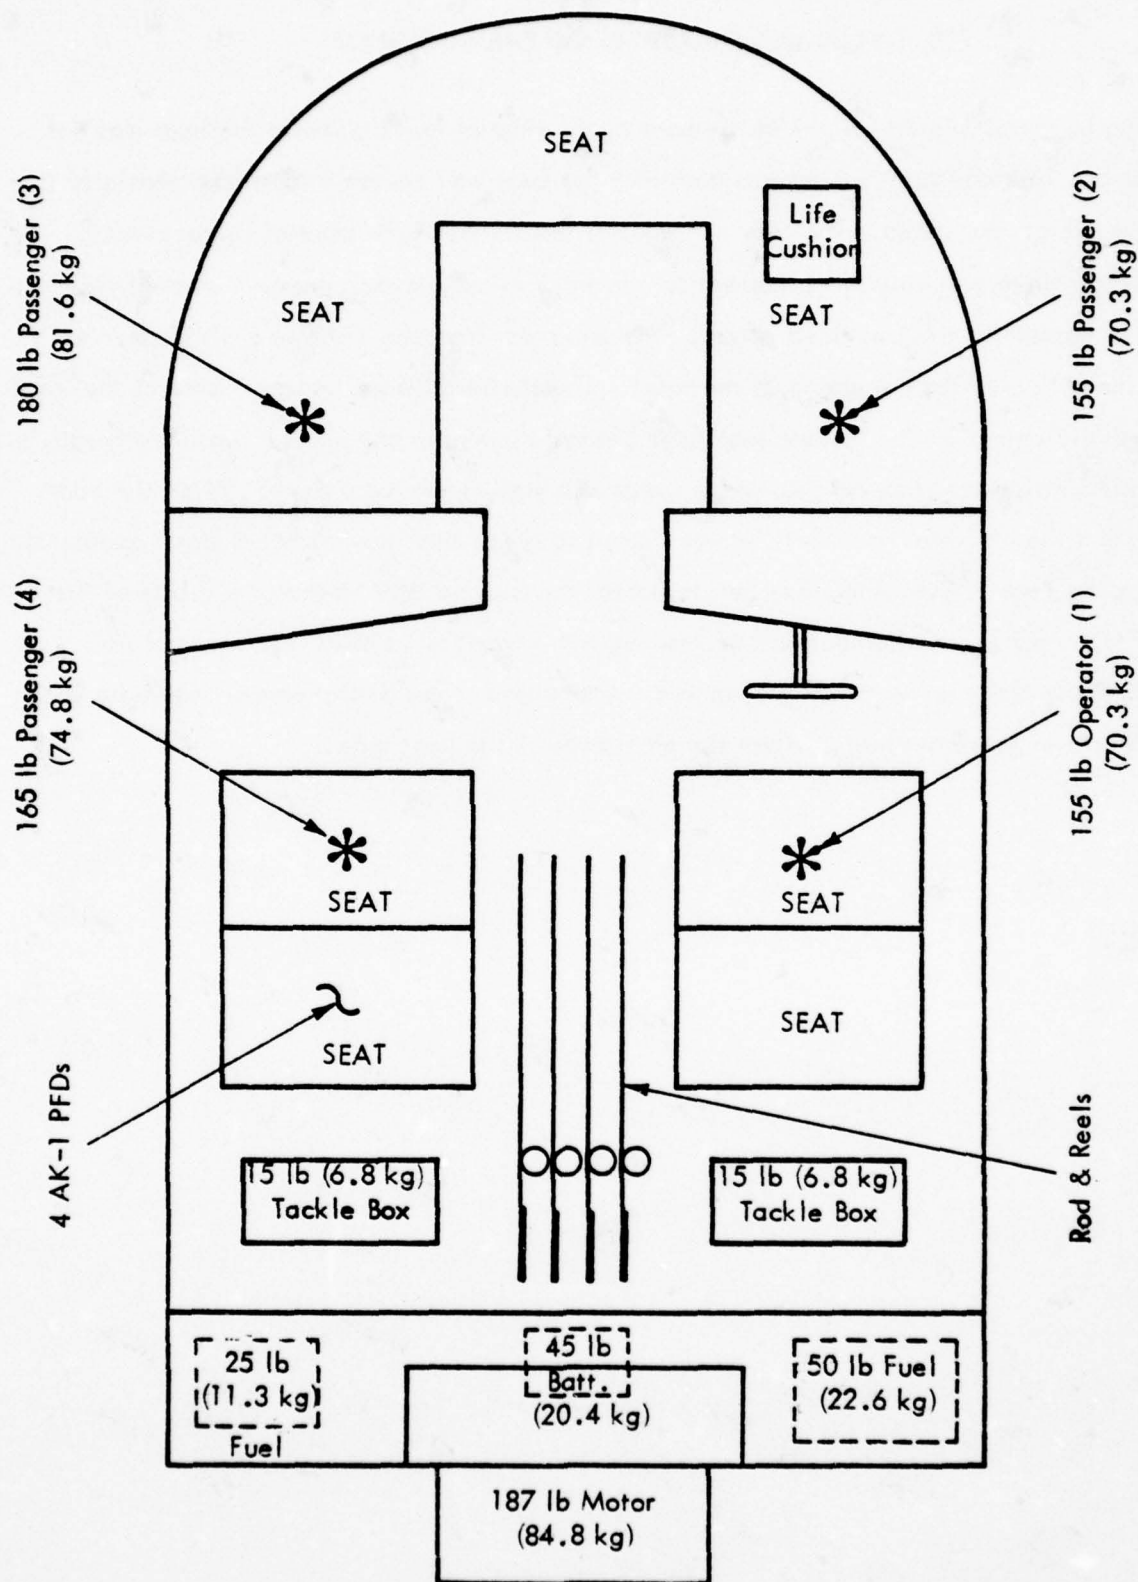 180 lb Passenger (3)
(81.6 kg)
155 lb Passenger (2)
(70.3 kg)
SEAT
Life
Cushion
SEAT
SEAT
165 lb Passenger (4)
(74.8 kg)
155 lb Operator (1)
(70.3 kg)
SEAT
SEAT
SEAT
SEAT
4 AK-1 PFDs
Rod & Reels
15 lb (6.8 kg)
Tackle Box
15 lb (6.8 kg)
Tackle Box
25 lb
(11.3 kg)
Fuel
45 lb
Batt.
(20.4 kg)
50 lb Fuel
(22.6 kg)
187 lb Motor
(84.8 kg)